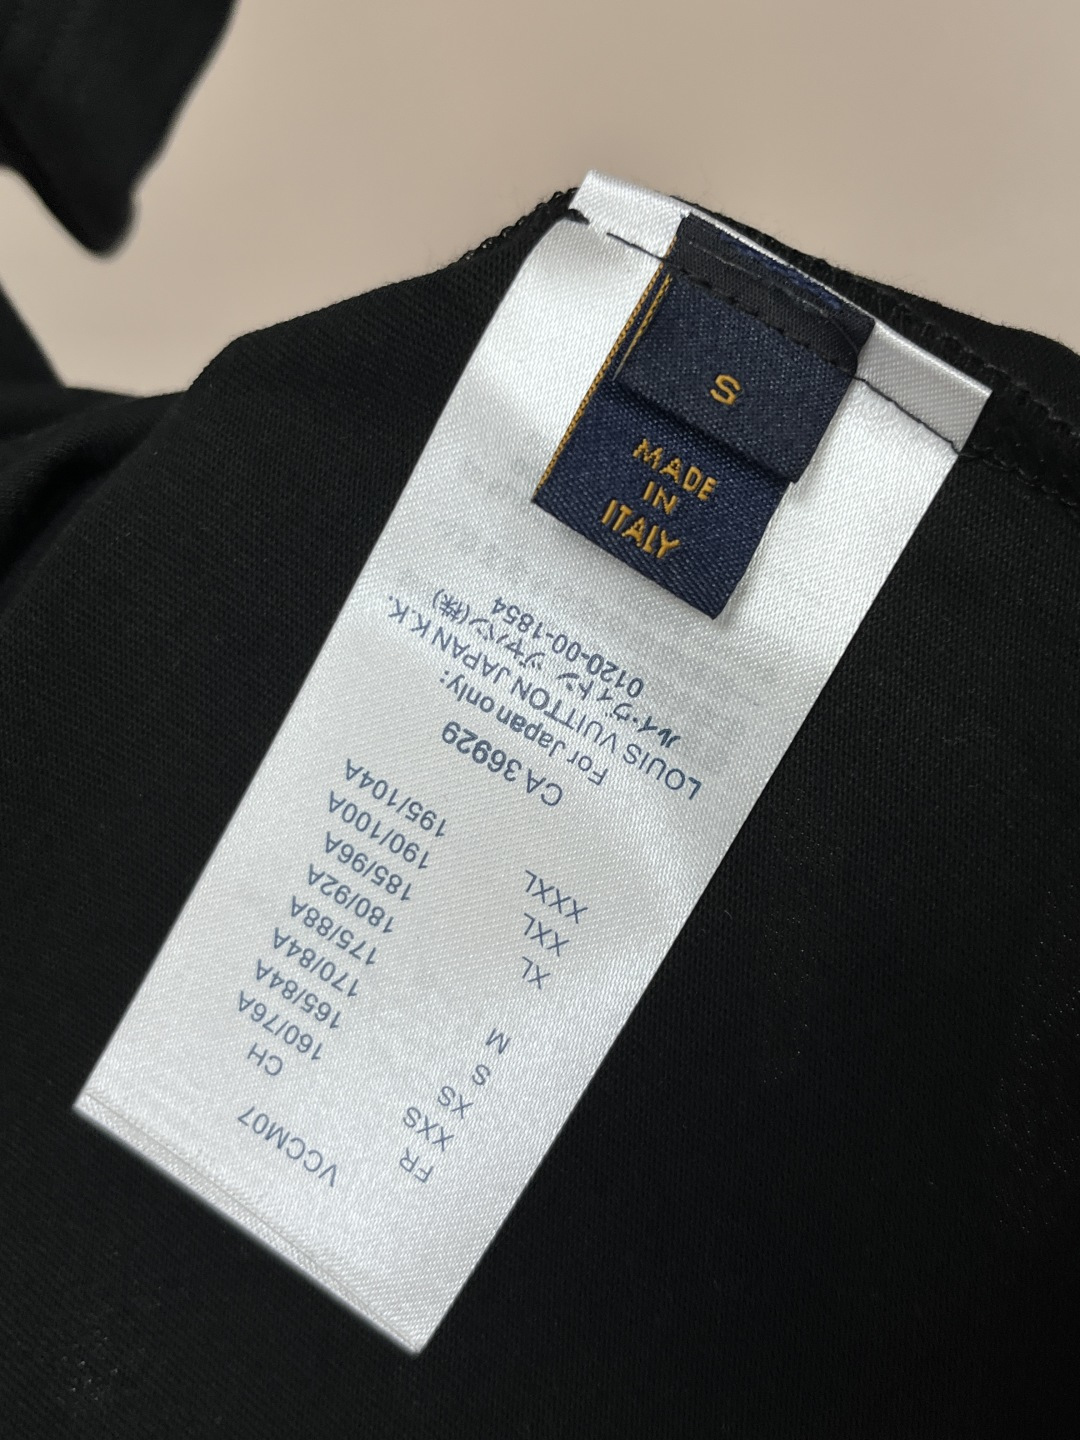 S
MADE
IN
ITALY
VCCM07
FR CH
XXS 160/76A
XS 165/84A
S 170/84A
M 175/88A
180/92A
XL 185/96A
XXL 190/100A
XXXL 195/104A
CA 36929
For Japan only:
LOUIS VUITTON JAPAN K.K.
ルイ・ヴィトン ジャパン(株)
0120-00-1854